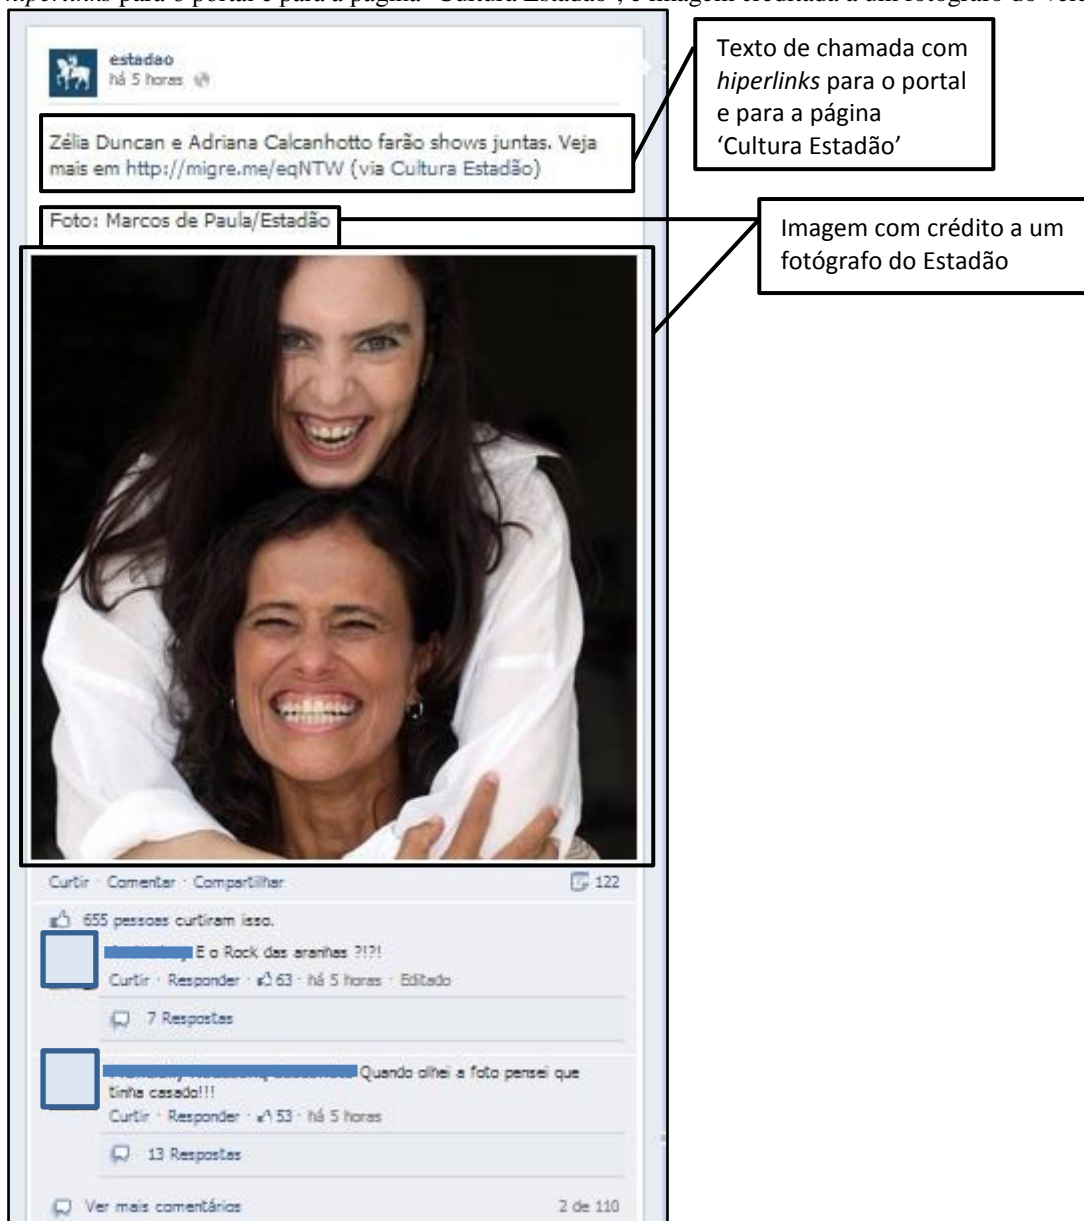 hiperlinks para o portal e para a página "Cultura Estadão", e imagem creditada a um fotógrafo do
estadao
há 5 horas
Zélia Duncan e Adriana Calcanhotto farão shows juntas. Veja
mais em http://migre.me/eqNTW (via Cultura Estadão)
Foto: Marcos de Paula/Estadão
Texto de chamada com
hiperlinks para o portal
e para a página
‘Cultura Estadão’
Imagem com crédito a um
fotógrafo do Estadão
Curtir · Comentar · Compartilhar 122
655 pessoas curtiram isso.
E o Rock das aranhas ?!?!
Curtir · Responder · 63 · há 5 horas · Editado
7 Respostas
Quando olhei a foto pensei que
tinha casado!!!
Curtir · Responder · 53 · há 5 horas
13 Respostas
Ver mais comentários 2 de 110